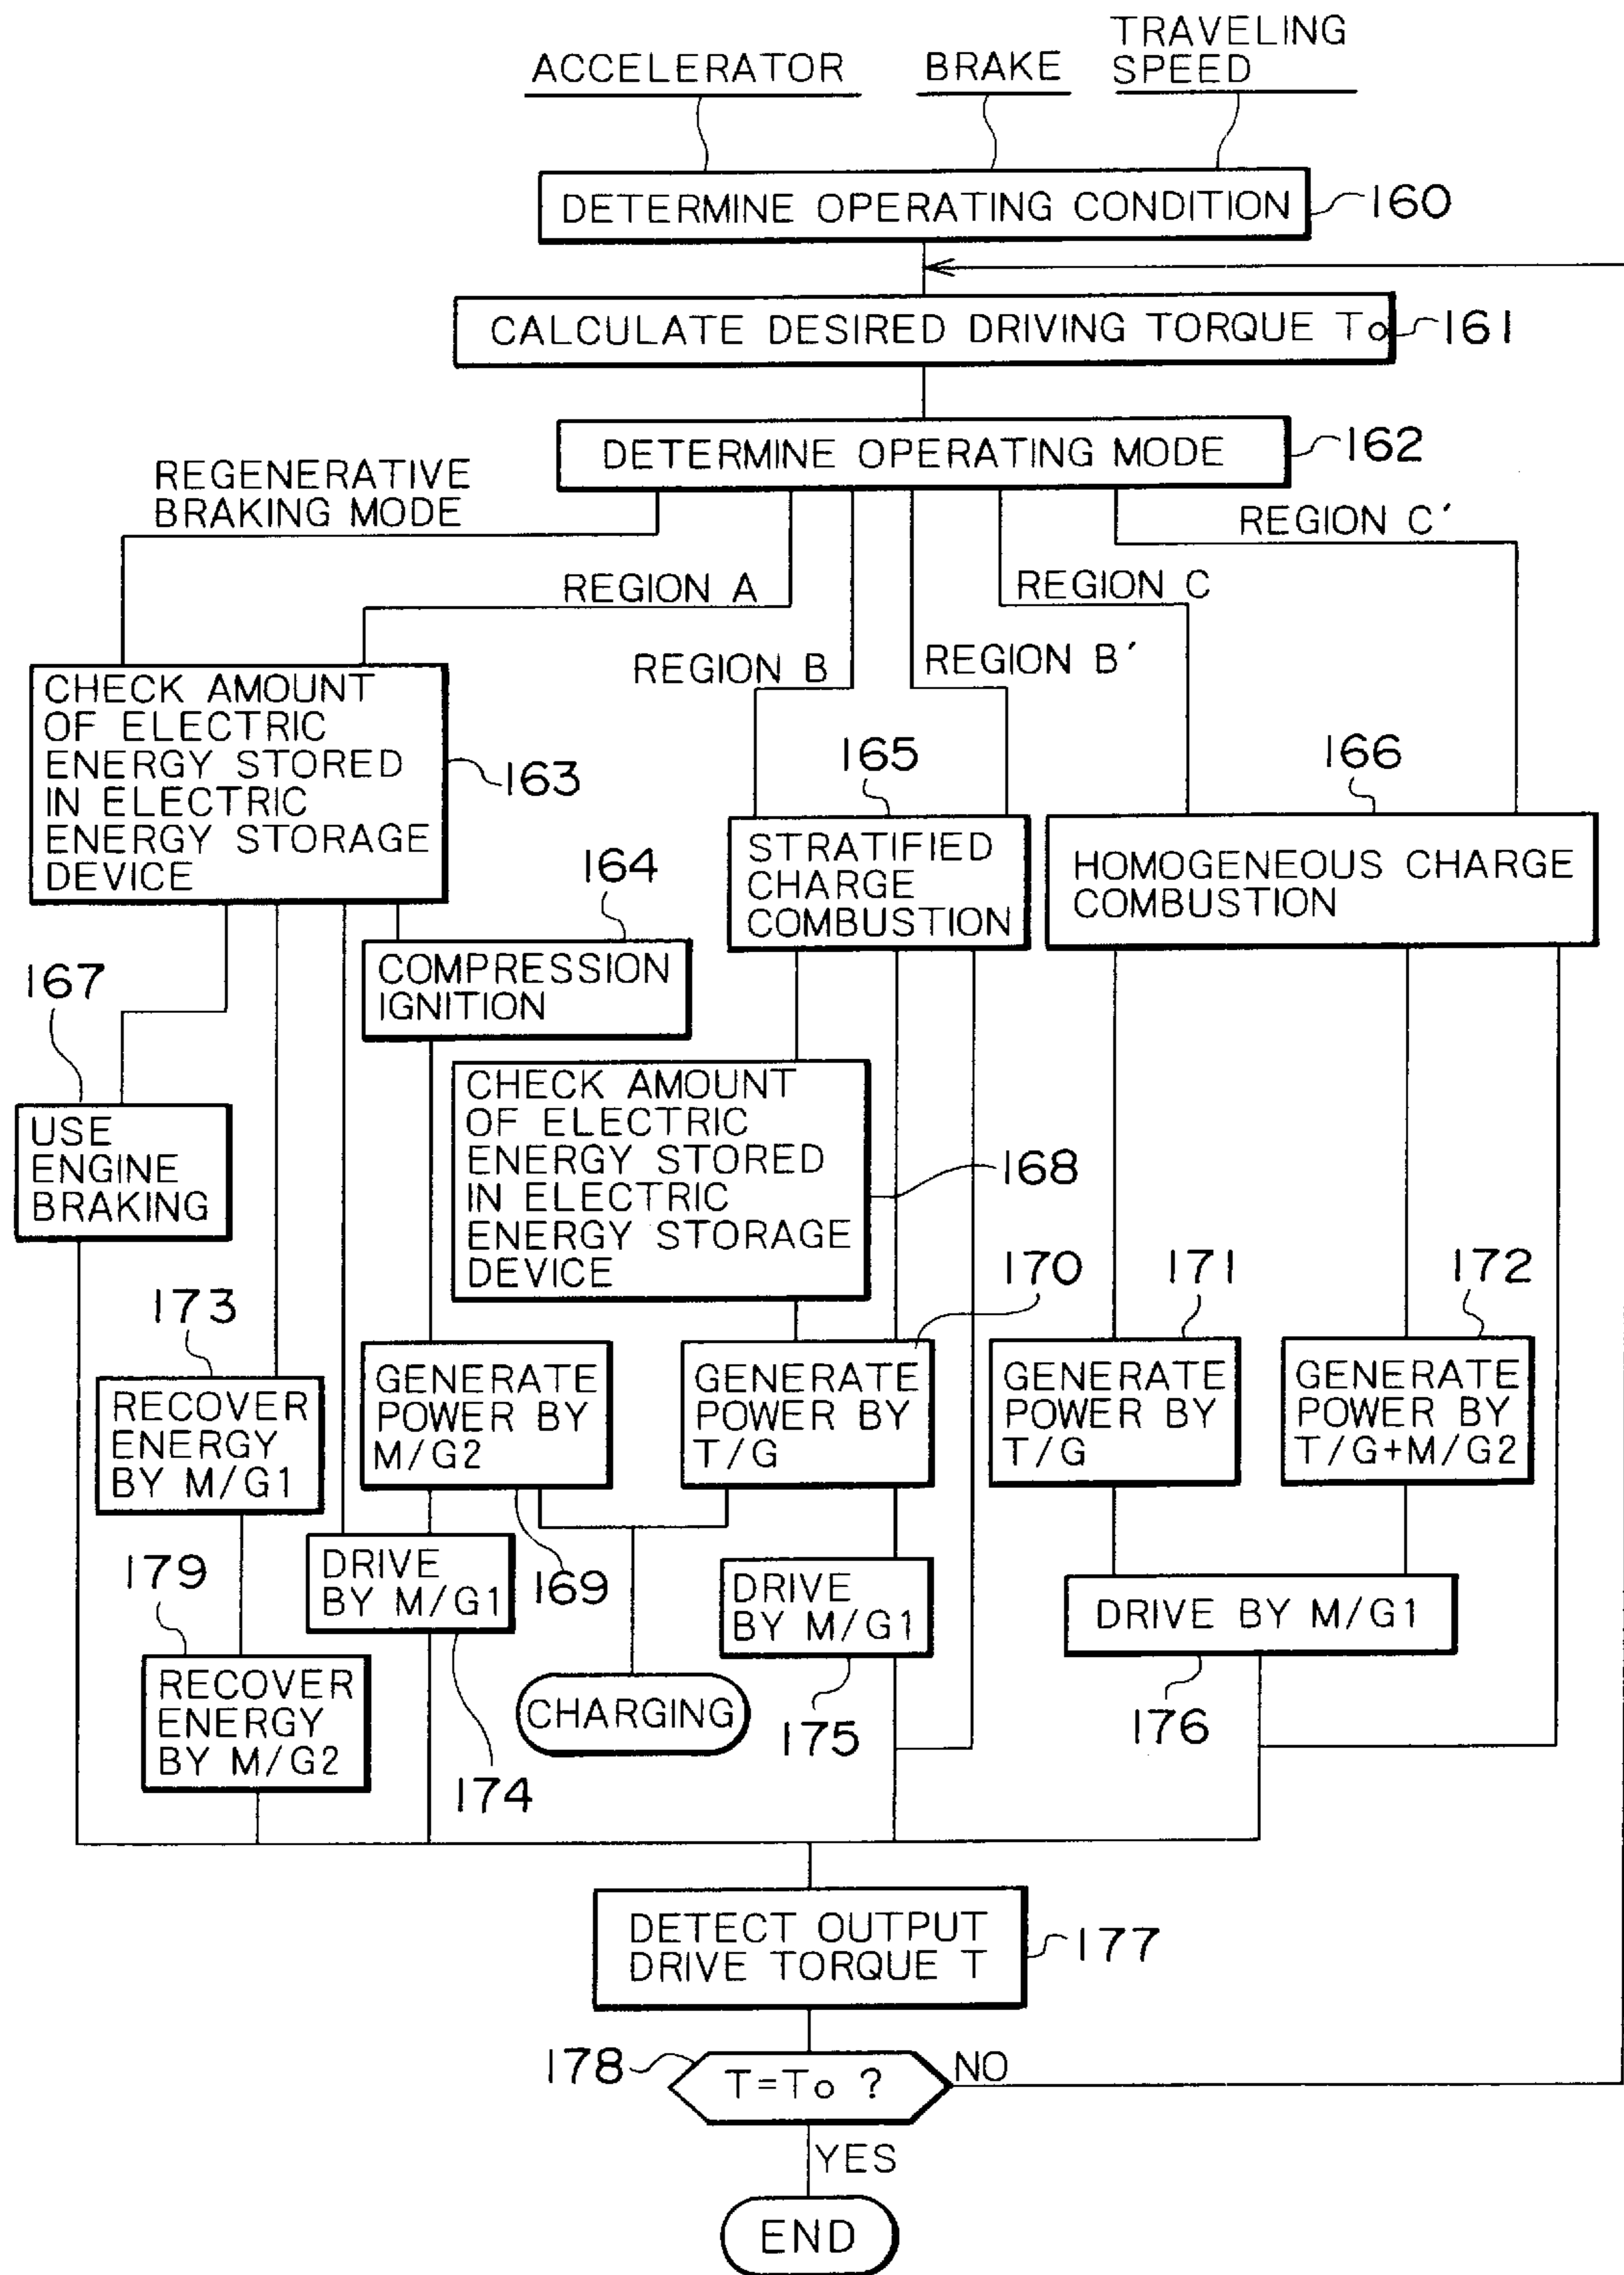 ACCELERATOR
BRAKE
TRAVELING
SPEED
DETERMINE OPERATING CONDITION
160
CALCULATE DESIRED DRIVING TORQUE To
161
DETERMINE OPERATING MODE
162
REGENERATIVE
BRAKING MODE
REGION A
REGION B
REGION B'
REGION C
REGION C'
CHECK AMOUNT
OF ELECTRIC
ENERGY STORED
IN ELECTRIC
ENERGY STORAGE
DEVICE
163
164
COMPRESSION
IGNITION
165
STRATIFIED
CHARGE
COMBUSTION
166
HOMOGENEOUS CHARGE
COMBUSTION
167
USE
ENGINE
BRAKING
CHECK AMOUNT
OF ELECTRIC
ENERGY STORED
IN ELECTRIC
ENERGY STORAGE
DEVICE
168
173
RECOVER
ENERGY
BY M/G1
GENERATE
POWER BY
M/G2
169
170
GENERATE
POWER BY
T/G
171
GENERATE
POWER BY
T/G
172
GENERATE
POWER BY
T/G+M/G2
179
RECOVER
ENERGY
BY M/G2
DRIVE
BY M/G1
174
CHARGING
DRIVE
BY M/G1
175
DRIVE BY M/G1
176
DETECT OUTPUT
DRIVE TORQUE T
177
178
T=To ?
NO
YES
END